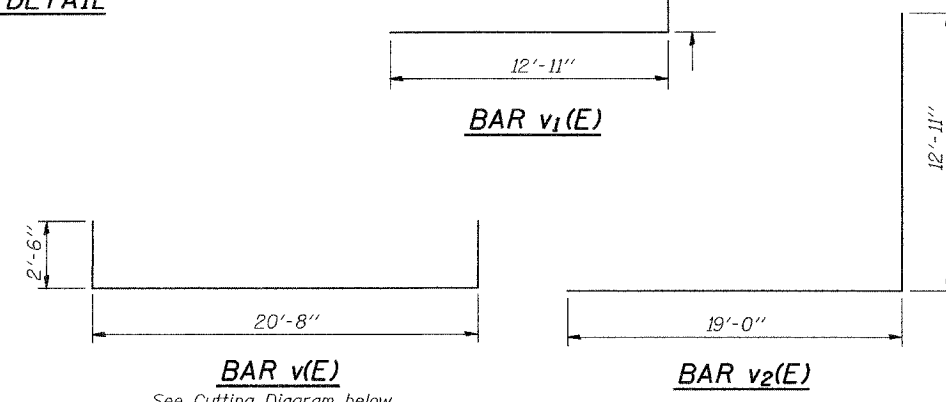 DETAIL
12'-11"
BAR v1(E)
12'-11"
2'-6"
20'-8"
19'-0"
BAR v(E)
BAR v2(E)
See Cutting Diagram below